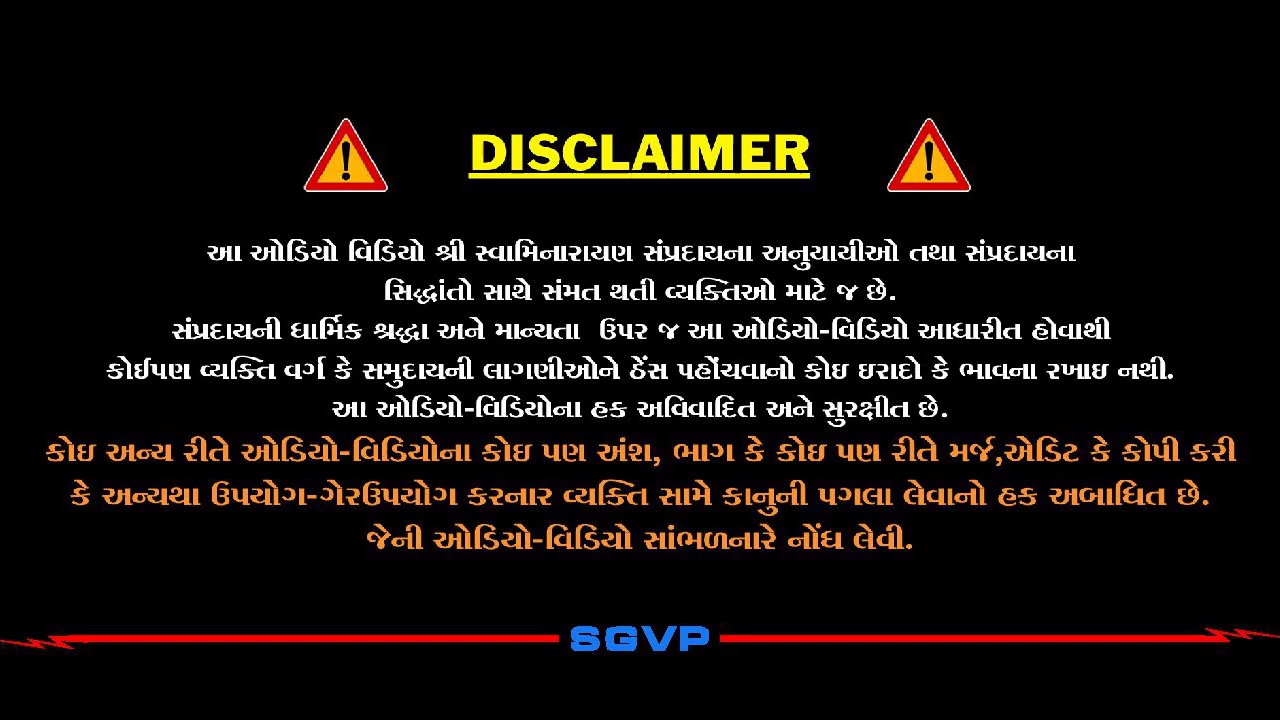 DISCLAIMER
આ ઓડિયો વિડિયો શ્રી સ્વામિનારાયણ સંપ્રદાયના અનુયાયીઓ તથા સંપ્રદાયના
સિદ્ધાંતો સાથે સંમત થતી વ્યક્તિઓ માટે જ છે.
સંપ્રદાયની ધાર્મિક શ્રદ્ધા અને માન્યતા ઉપર જ આ ઓડિયો-વિડિયો આધારીત હોવાથી
કોઈપણ વ્યક્તિ વર્ગ કે સમુદાયની લાગણીઓને ઠેંસ પહોંચવાનો કોઇ ઇરાદો કે ભાવના રખાઇ નથી.
આ ઓડિયો-વિડિયોના હક અવિવાદિત અને સુરક્ષીત છે.
કોઇ અન્ય રીતે ઓડિયો-વિડિયોના કોઇ પણ અંશ, ભાગ કે કોઇ પણ રીતે મર્જ,એડિટ કે કોપી કરી
કે અન્યથા ઉપયોગ-ગેરઉપયોગ કરનાર વ્યક્તિ સામે કાનુની પગલા લેવાનો હક અબાધિત છે.
જેની ઓડિયો-વિડિયો સાંભળનારે નોંધ લેવી.
SGVP